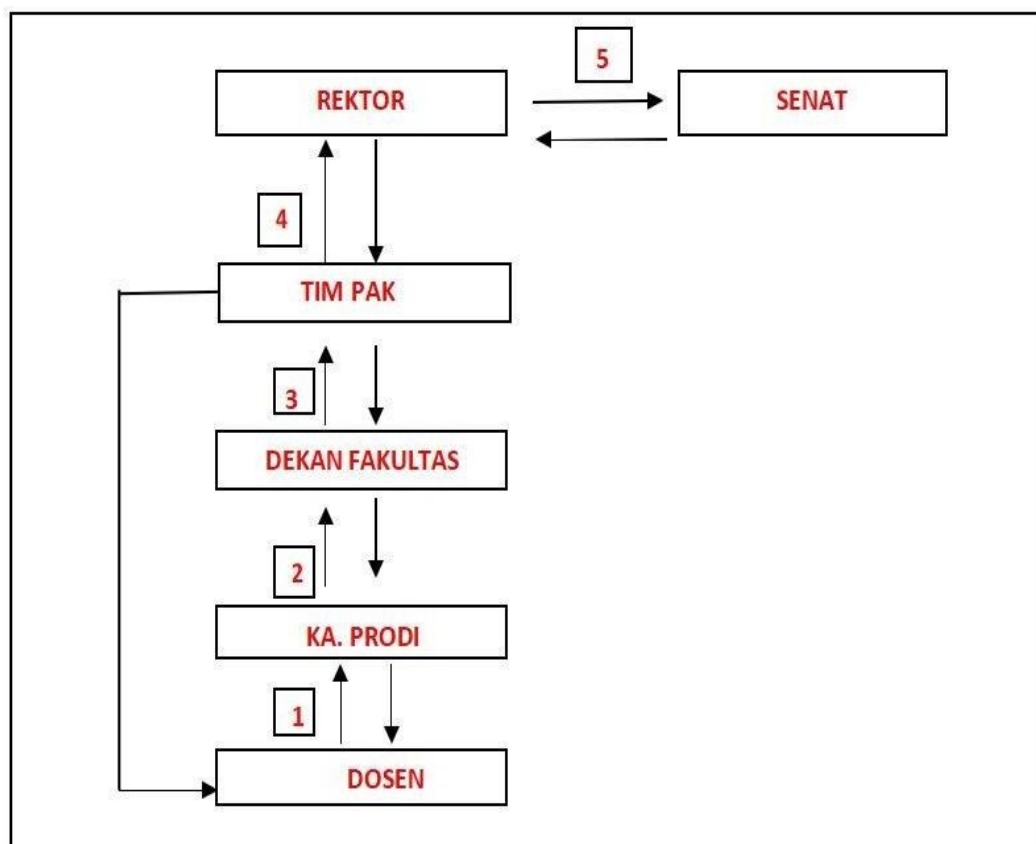 5
REKTOR
SENAT
4
TIM PAK
3
DEKAN FAKULTAS
2
KA. PRODI
1
DOSEN